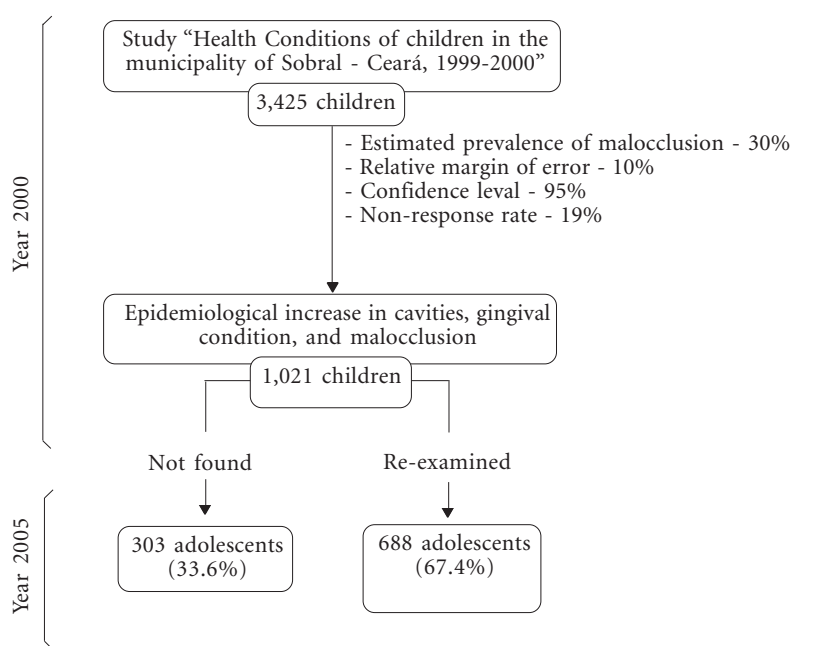 Study “Health Conditions of children in the
municipality of Sobral - Ceará, 1999-2000”
3,425 children
- Estimated prevalence of malocclusion - 30%
- Relative margin of error - 10%
- Confidence leval - 95%
- Non-response rate - 19%
Year 2000
Epidemiological increase in cavities, gingival
condition, and malocclusion
1,021 children
Not found
Re-examined
Year 2005
303 adolescents
(33.6%)
688 adolescents
(67.4%)